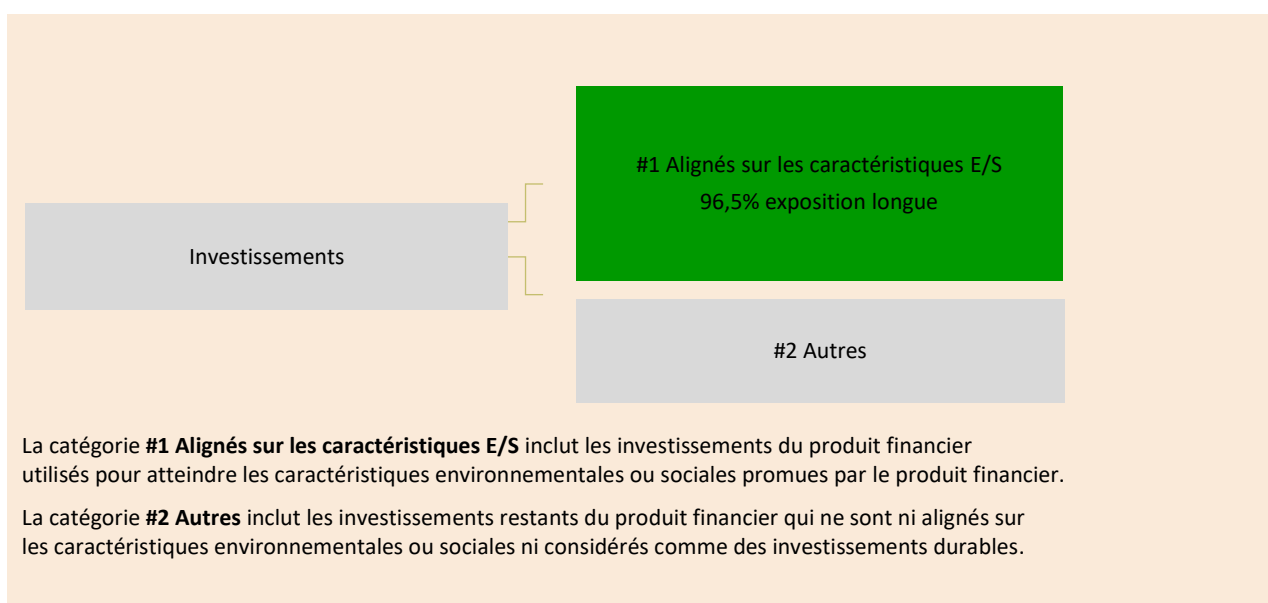 #1 Alignés sur les caractéristiques E/S
96,5% exposition longue
Investissements
#2 Autres
La catégorie #1 Alignés sur les caractéristiques E/S inclut les investissements du produit financier
utilisés pour atteindre les caractéristiques environnementales ou sociales promues par le produit financier.
La catégorie #2 Autres inclut les investissements restants du produit financier qui ne sont ni alignés sur
les caractéristiques environnementales ou sociales ni considérés comme des investissements durables.